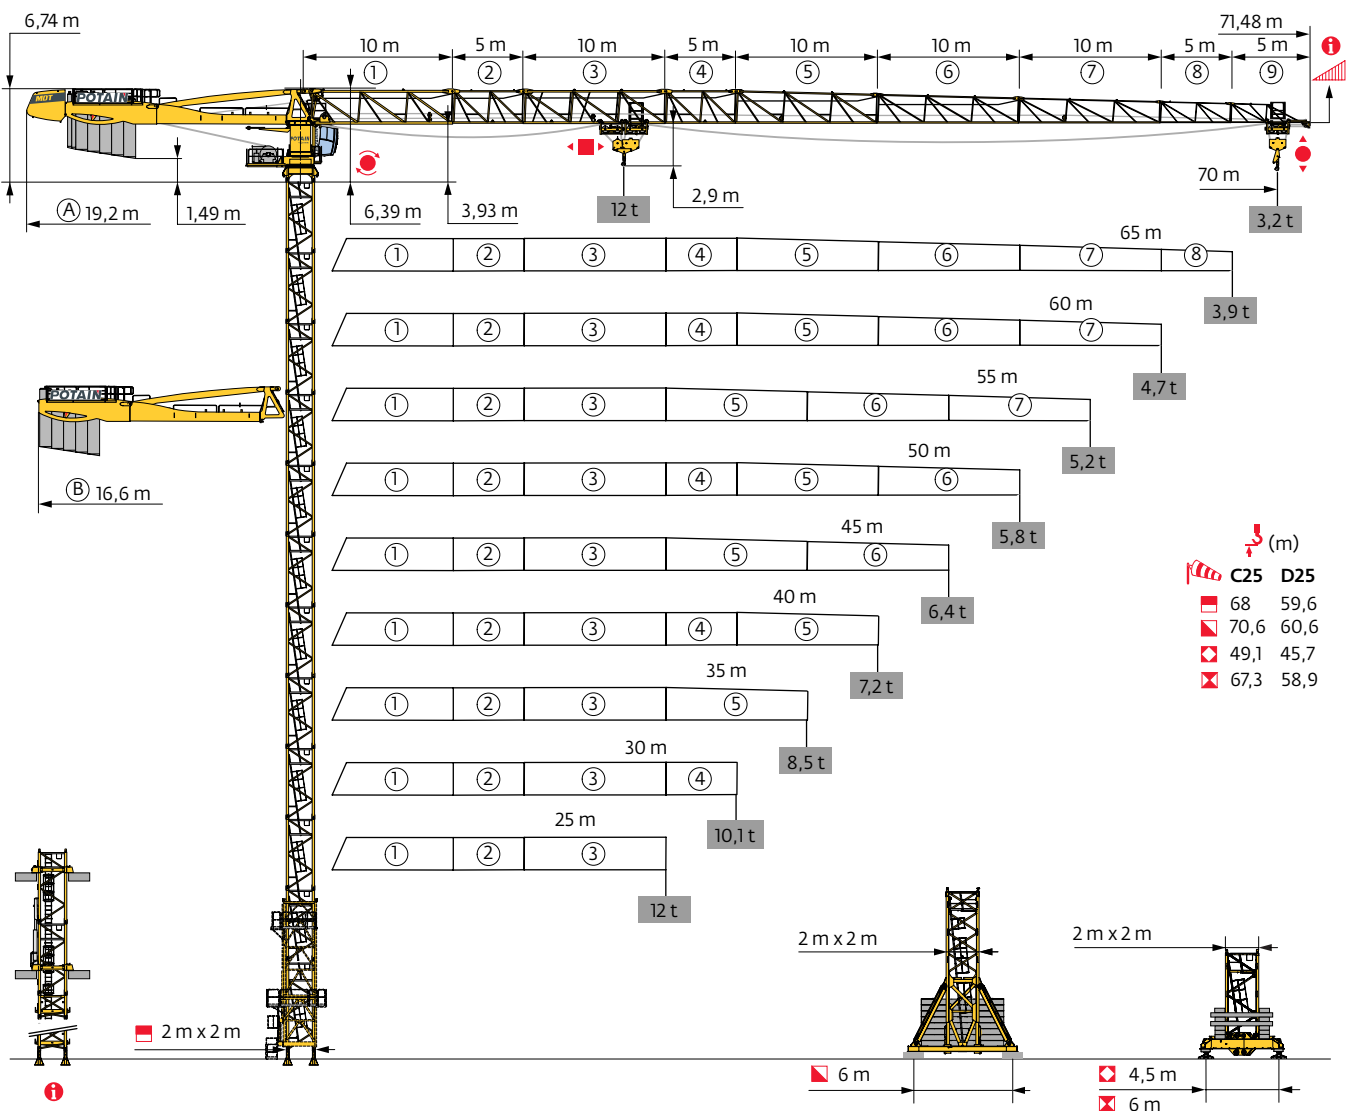 6,74 m
71,48 m
10 m 5 m 10 m 5 m 10 m 10 m 10 m 5 m 5 m
i
1 2 3 4 5 6 7 8 9
MDT POTAIN
POTAIN
70 m
2,9 m
A 19,2 m 1,49 m 6,39 m 3,93 m 12 t 3,2 t
65 m
1 2 3 4 5 6 7 8
3,9 t
60 m
1 2 3 4 5 6 7
4,7 t
POTAIN
55 m
1 2 3 5 6 7
5,2 t
50 m
1 2 3 4 5 6
B 16,6 m
5,8 t
45 m
1 2 3 5 6
6,4 t
(m)
C25 D25
68 59,6
70,6 60,6
49,1 45,7
67,3 58,9
40 m
1 2 3 4 5
7,2 t
35 m
1 2 3 5
8,5 t
30 m
1 2 3 4
10,1 t
25 m
1 2 3
12 t
2 m x 2 m
2 m x 2 m
2 m x 2 m
i
6 m
4,5 m
6 m